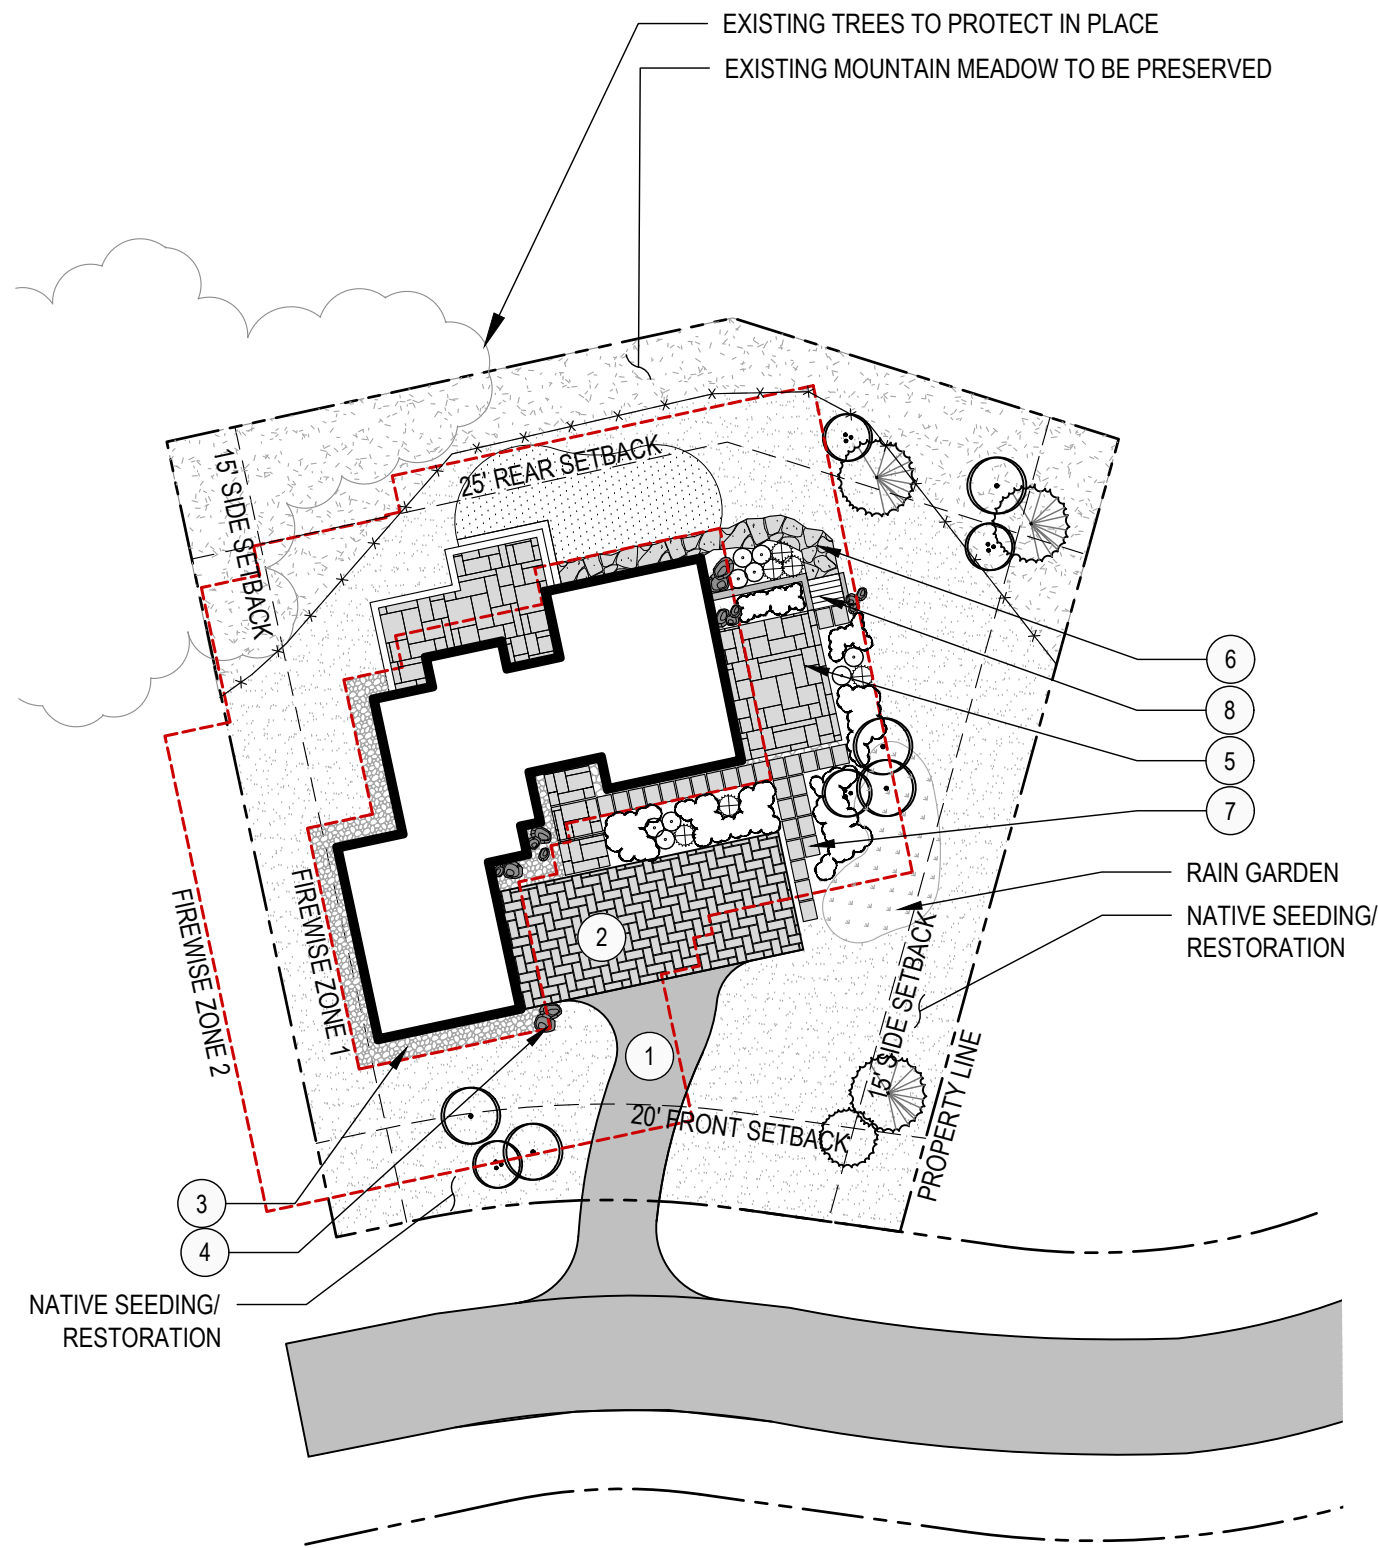 EXISTING TREES TO PROTECT IN PLACE
EXISTING MOUNTAIN MEADOW TO BE PRESERVED
25' REAR SETBACK
15' SIDE SETBACK
6
8
5
7
RAIN GARDEN
NATIVE SEEDING/
RESTORATION
FIREWISE ZONE 1
FIREWISE ZONE 2
2
1
15' SIDE SETBACK
PROPERTY LINE
20' FRONT SETBACK
3
4
NATIVE SEEDING/
RESTORATION